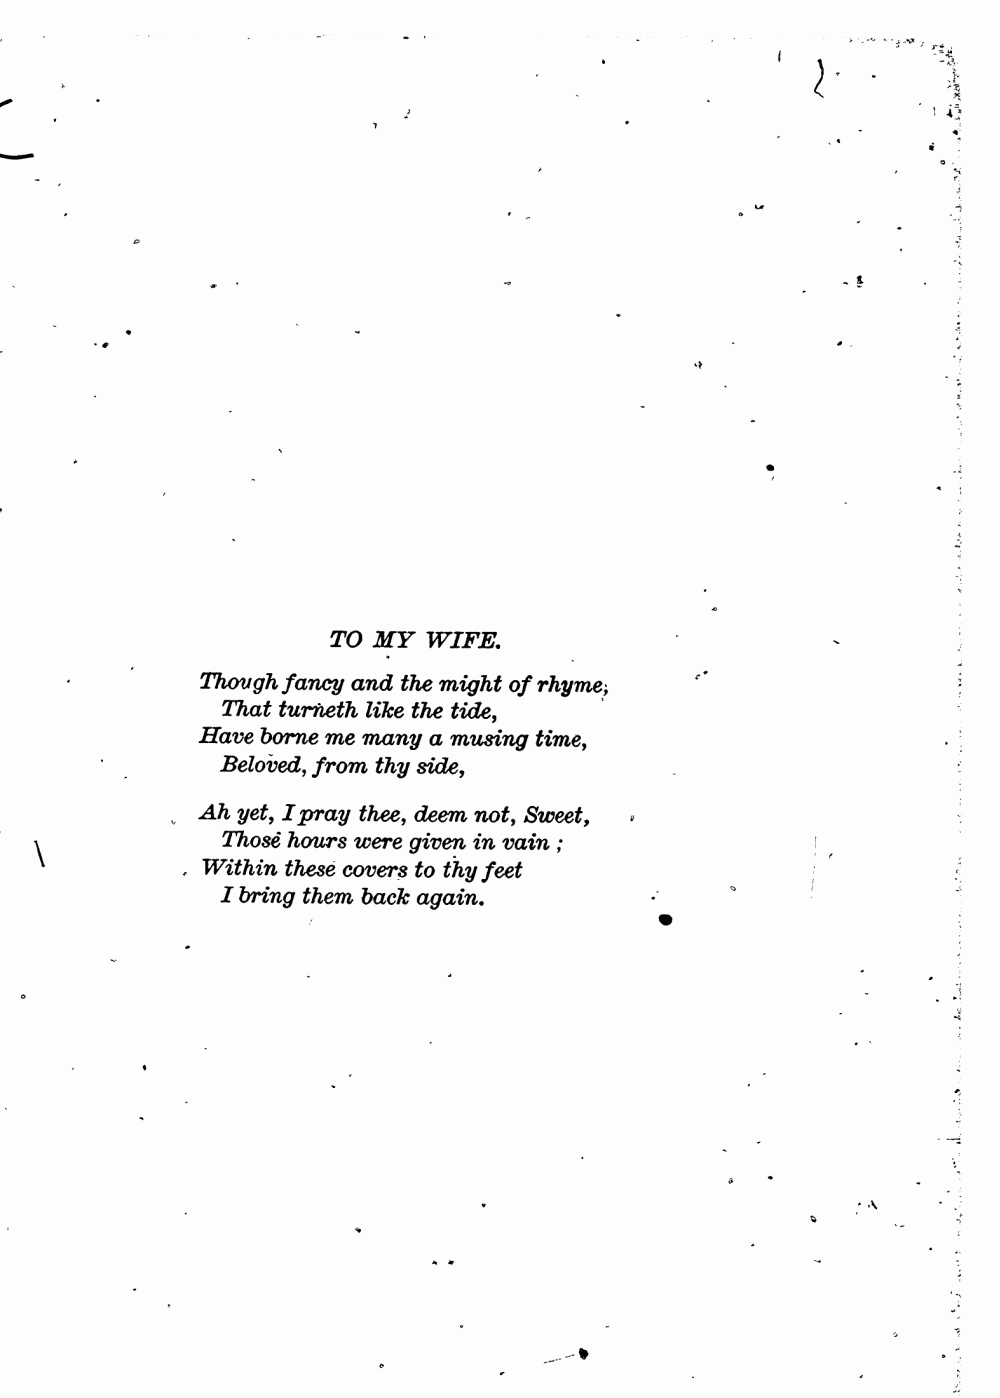 TO MY WIFE.
Though fancy and the might of rhyme,
That turneth like the tide,
Have borne me many a musing time,
Beloved, from thy side,
Ah yet, I pray thee, deem not, Sweet,
Those hours were given in vain ;
Within these covers to thy feet
I bring them back again.